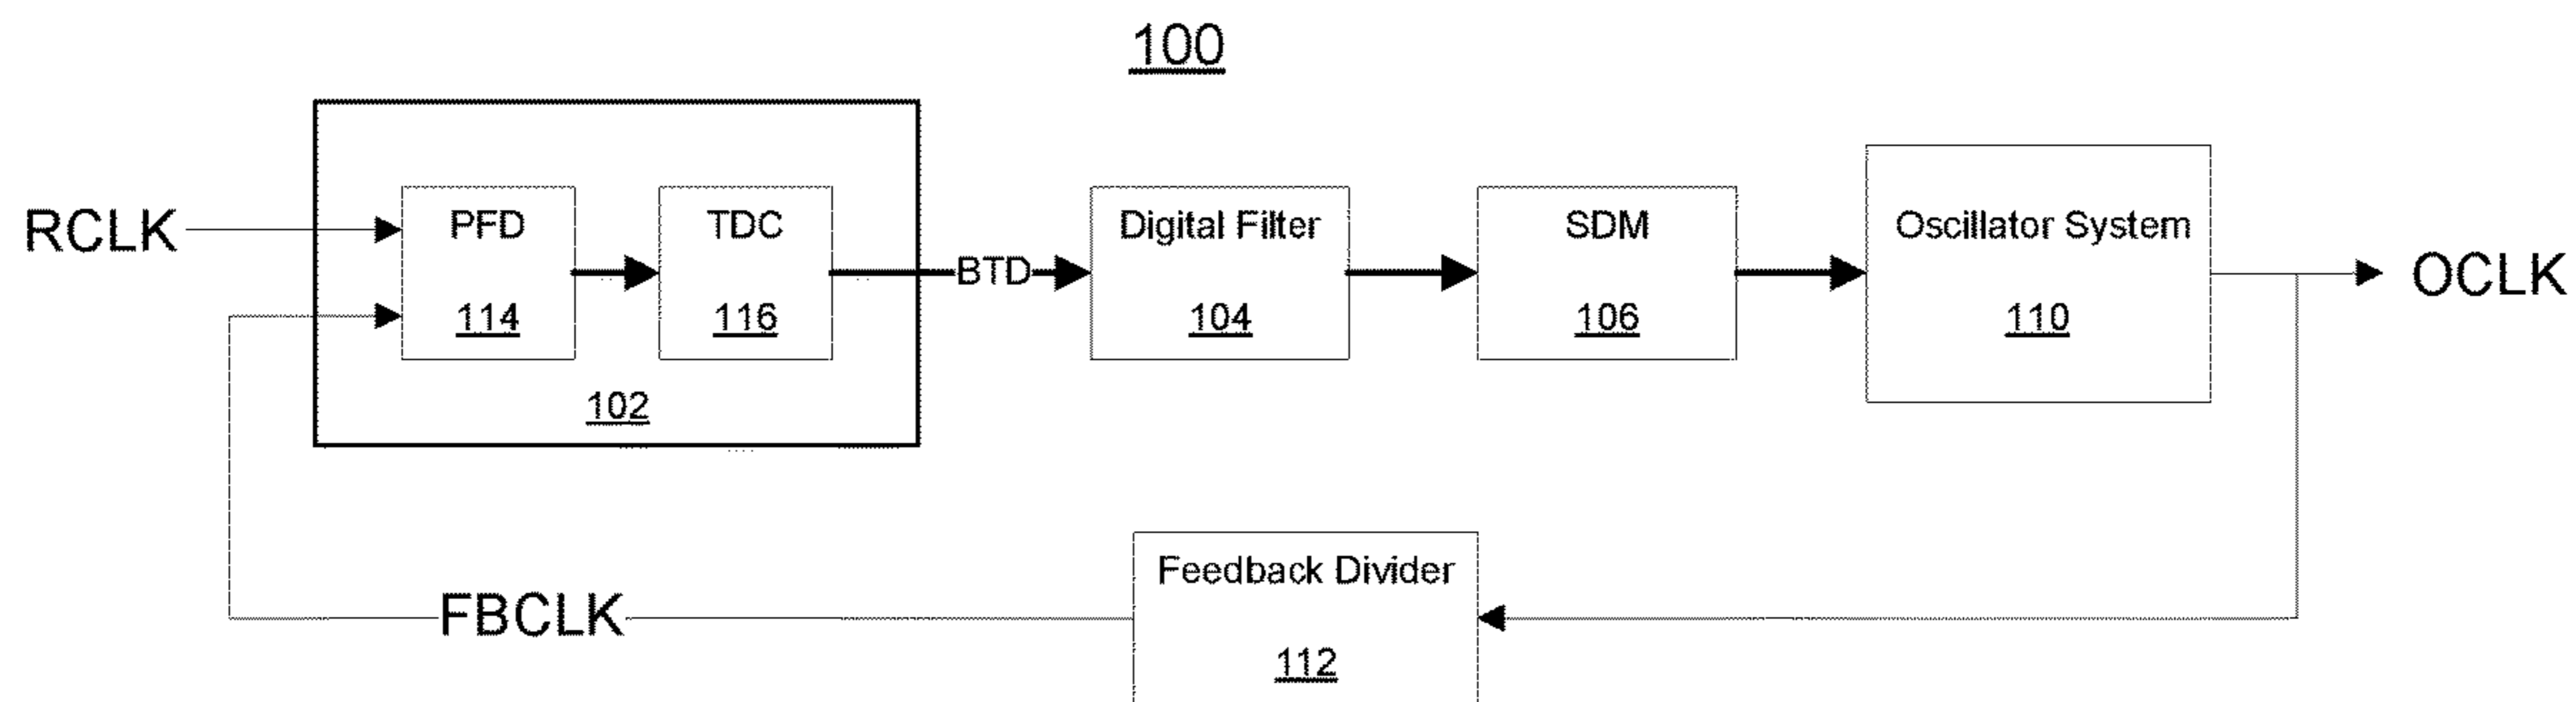 100
RCLK
PFD
114
TDC
116
102
BTD
Digital Filter
104
SDM
106
Oscillator System
110
OCLK
FBCLK
Feedback Divider
112